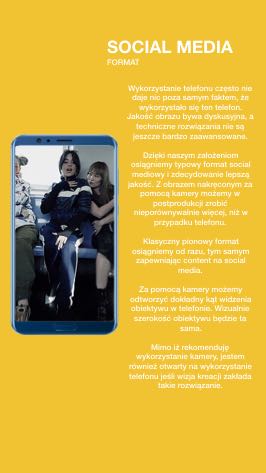 SOCIAL MEDIA
FORMAT
Wykorzystanie telefonu często nie
daje nic poza samym faktem, że
wykorzystało się ten telefon.
Jakość obrazu bywa dyskusyjna, a
techniczne rozwiązania nie są
jeszcze bardzo zaawansowane.
Dzięki naszym założeniom
osiągniemy typowy format social
mediowy i zdecydowanie lepszą
jakość. Z obrazem nakręconym za
pomocą kamery możemy w
postprodukcji zrobić
nieporównywalnie więcej, niż w
przypadku telefonu.
Klasyczny pionowy format
osiągniemy od razu, tym samym
zapewniając content na social
media.
Za pomocą kamery możemy
odtworzyć dokładny kąt widzenia
obiektywu w telefonie. Wizualnie
szerokość obiektywu będzie ta
sama.
Mimo iż rekomenduję
wykorzystanie kamery, jestem
również otwarty na wykorzystanie
telefonu jeśli wizja kreacji zakłada
takie rozwiązanie.